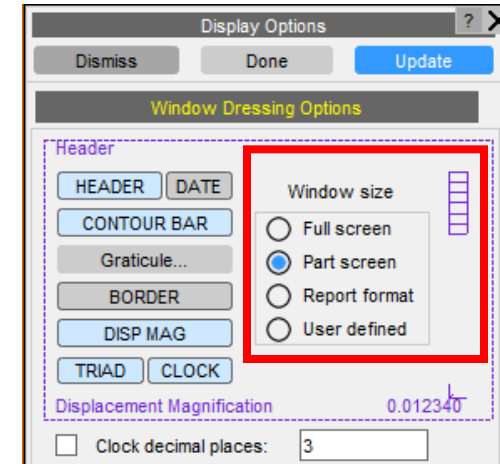 Display Options
?
Dismiss Done Update
Window Dressing Options
Header
HEADER DATE
CONTOUR BAR
Graticule...
BORDER
DISP MAG
TRIAD CLOCK
Window size
Full screen
Part screen
Report format
User defined
Displacement Magnification 0.012340
Clock decimal places: 3